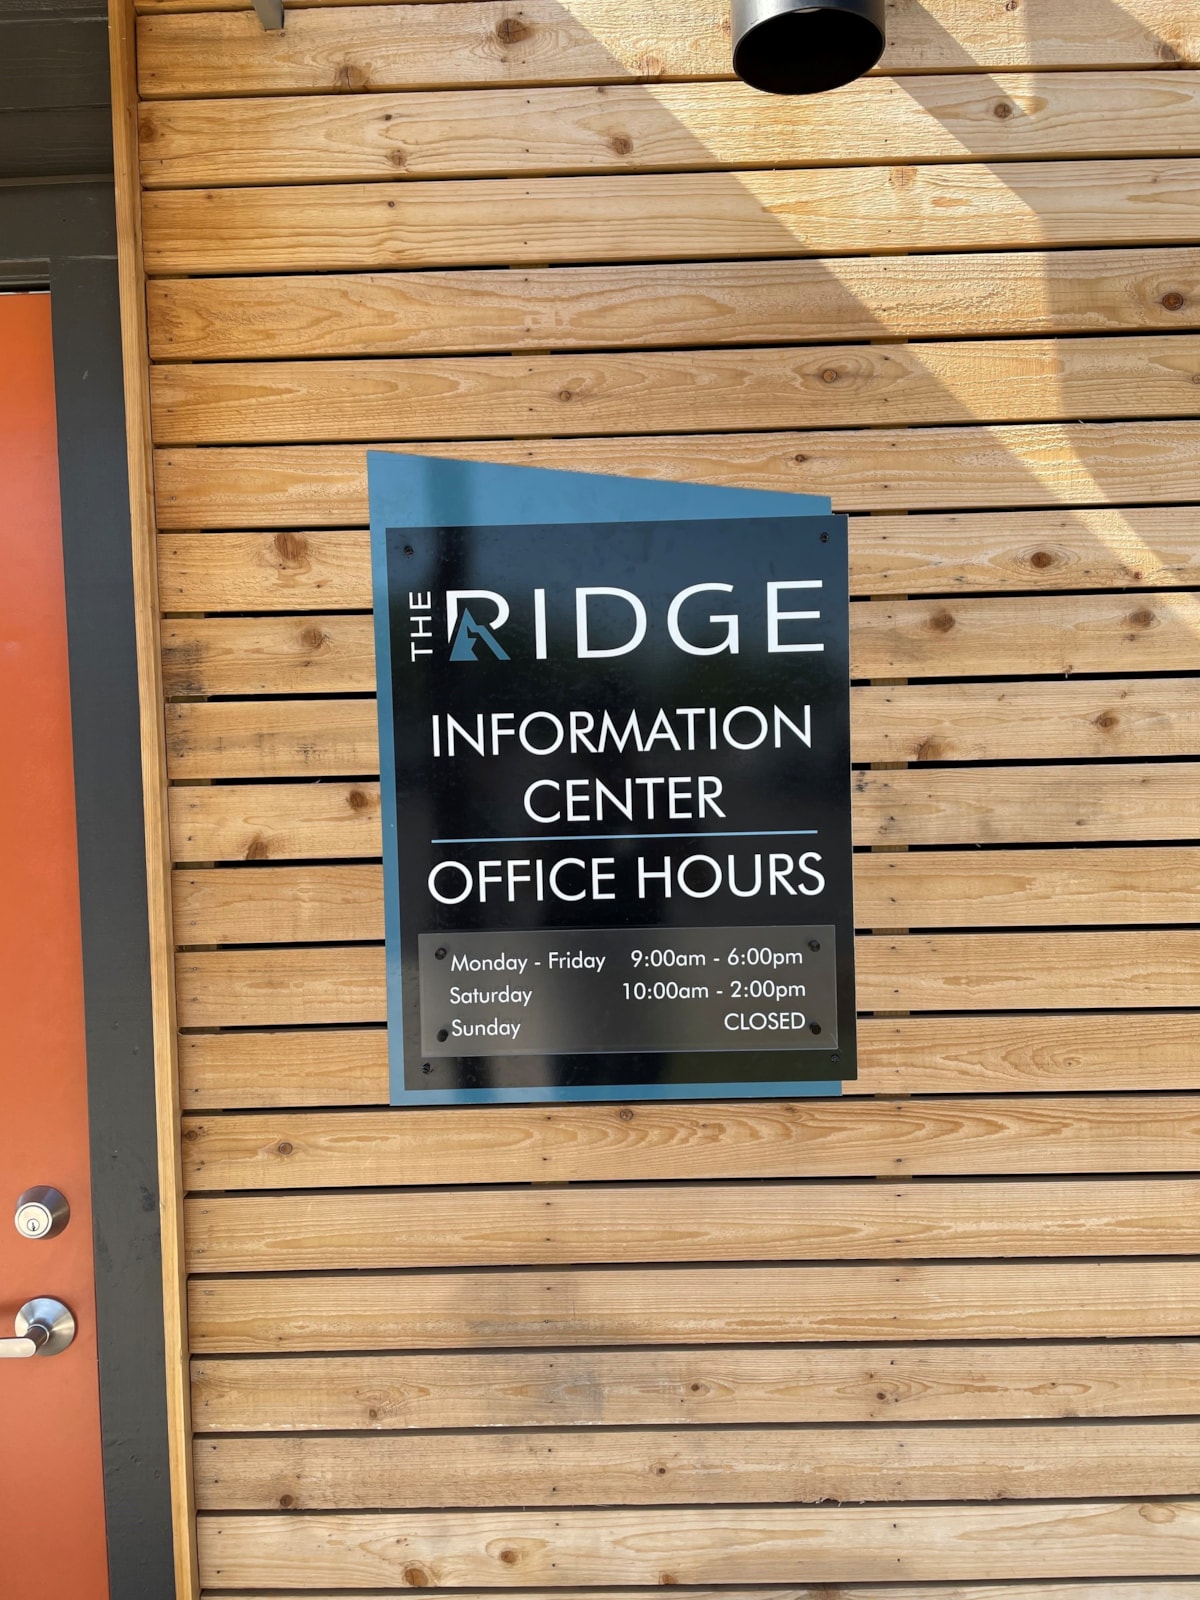 THE RIDGE
INFORMATION
CENTER
OFFICE HOURS
Monday - Friday 9:00am - 6:00pm
Saturday 10:00am - 2:00pm
Sunday CLOSED